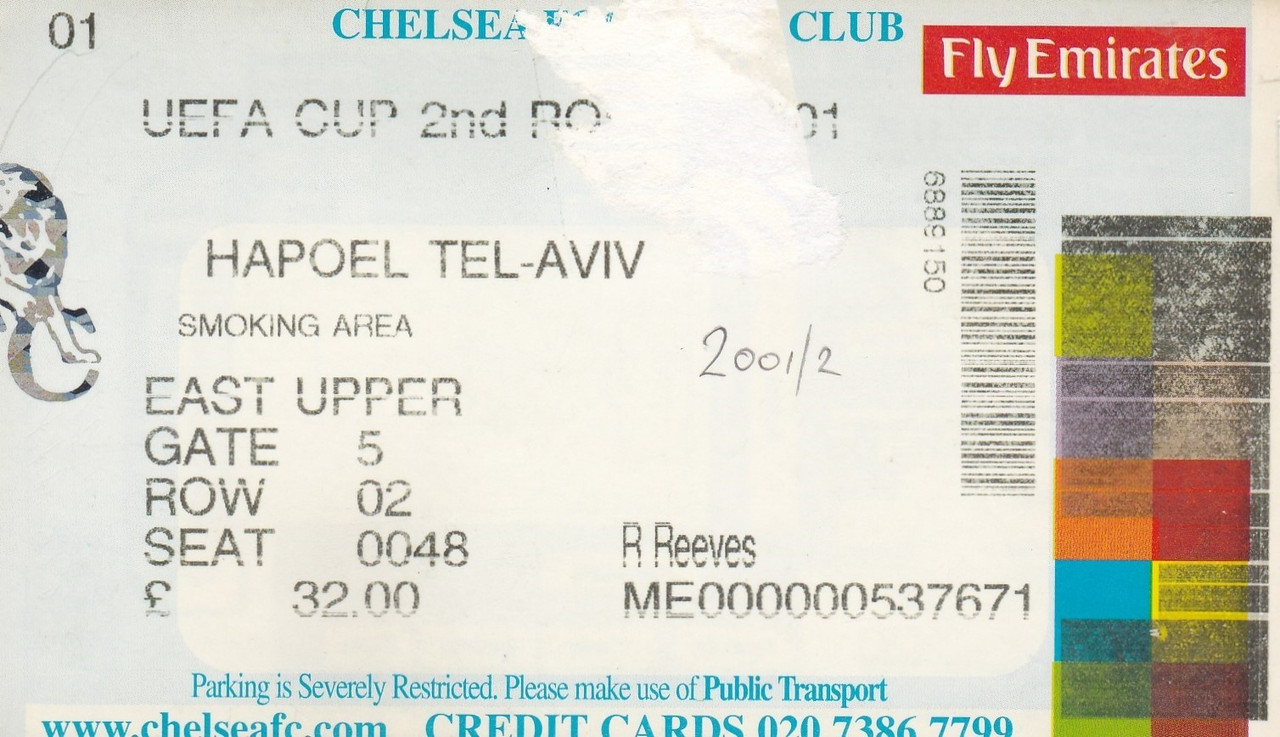 01
CHELSEA CLUB
Fly Emirates
UEFA CUP 2nd 01
6889150
HAPOEL TEL-AVIV
SMOKING AREA
2001/2
EAST UPPER
GATE 5
ROW 02
SEAT 0048
R Reeves
£ 32.00
ME0000000537671
Parking is Severely Restricted. Please make use of Public Transport
www.chelseafc.com CREDIT CARDS 020 7386 7799